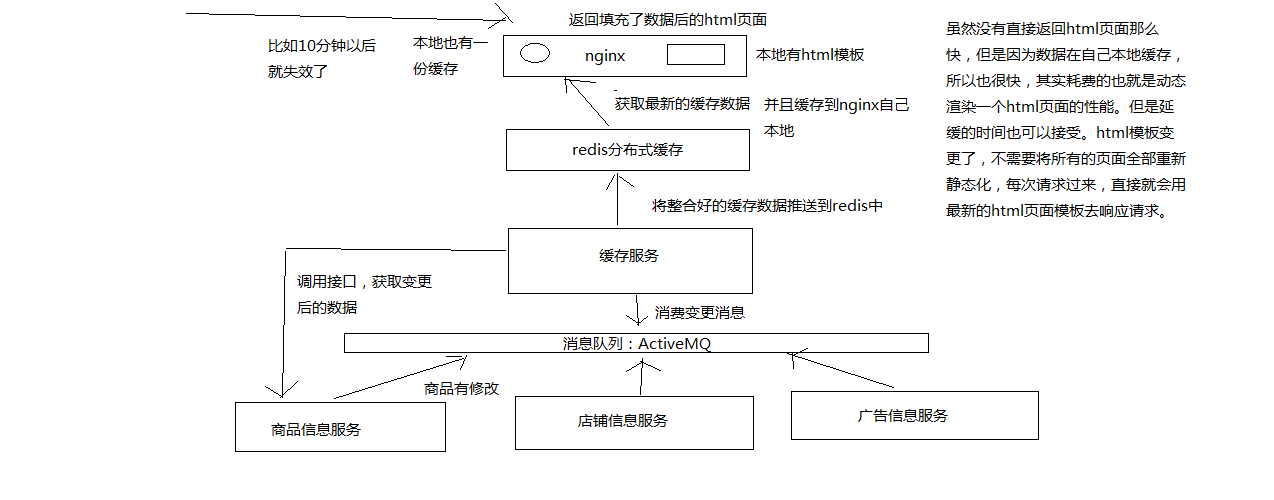 返回填充了数据后的html页面
比如10分钟以后
就失效了
本地也有一
份缓存
nginx
本地有html模板
获取最新的缓存数据
并且缓存到nginx自己
本地
redis分布式缓存
将整合好的缓存数据推送到redis中
缓存服务
调用接口，获取变更
后的数据
消费变更消息
消息队列：ActiveMQ
商品有修改
商品信息服务
店铺信息服务
广告信息服务
虽然没有直接返回html页面那么
快，但是因为数据在自己本地缓存，
所以也很快，其实耗费的也就是动态
渲染一个html页面的性能。但是延
缓的时间也可以接受。html模板变
更了，不需要将所有的页面全部重新
静态化，每次请求过来，直接就会用
最新的html页面模板去响应请求。